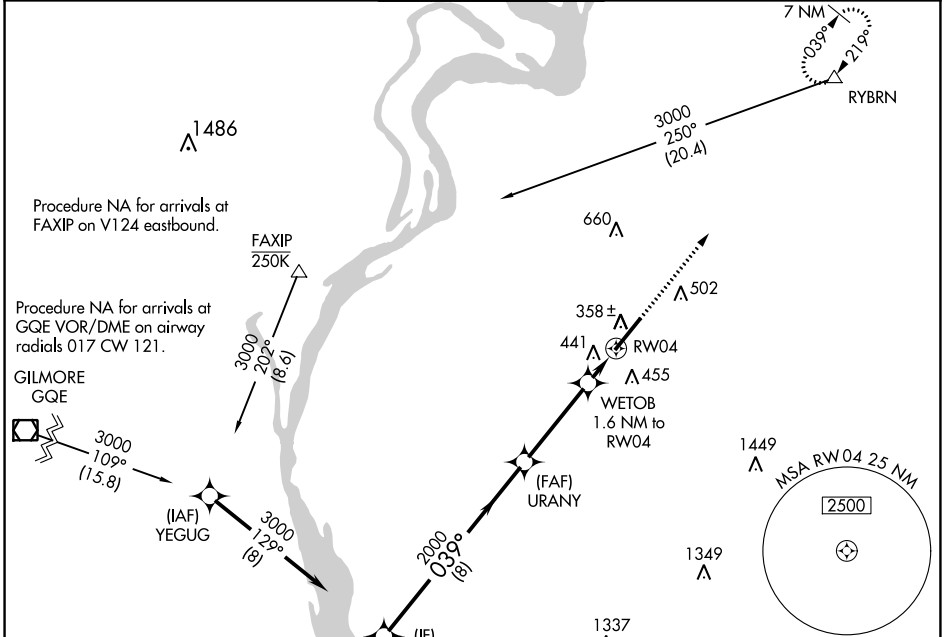 7 NM
039°
219°
RYBRN
3000
250°
(20.4)
1486
Procedure NA for arrivals at
FAXIP on V124 eastbound.
660
FAXIP
250K
502
Procedure NA for arrivals at
GQE VOR/DME on airway
radials 017 CW 121.
358 ±
3000
202°
(8.6)
441
RW04
455
GILMORE
GQE
WETOB
1.6 NM to
RW04
3000
109°
(15.8)
1449
MSA RW 04 25 NM
(FAF)
URANY
2500
(IAF)
YEGUG
3000
129°
(8)
2000
039°
(8)
1349
1337
(IF)